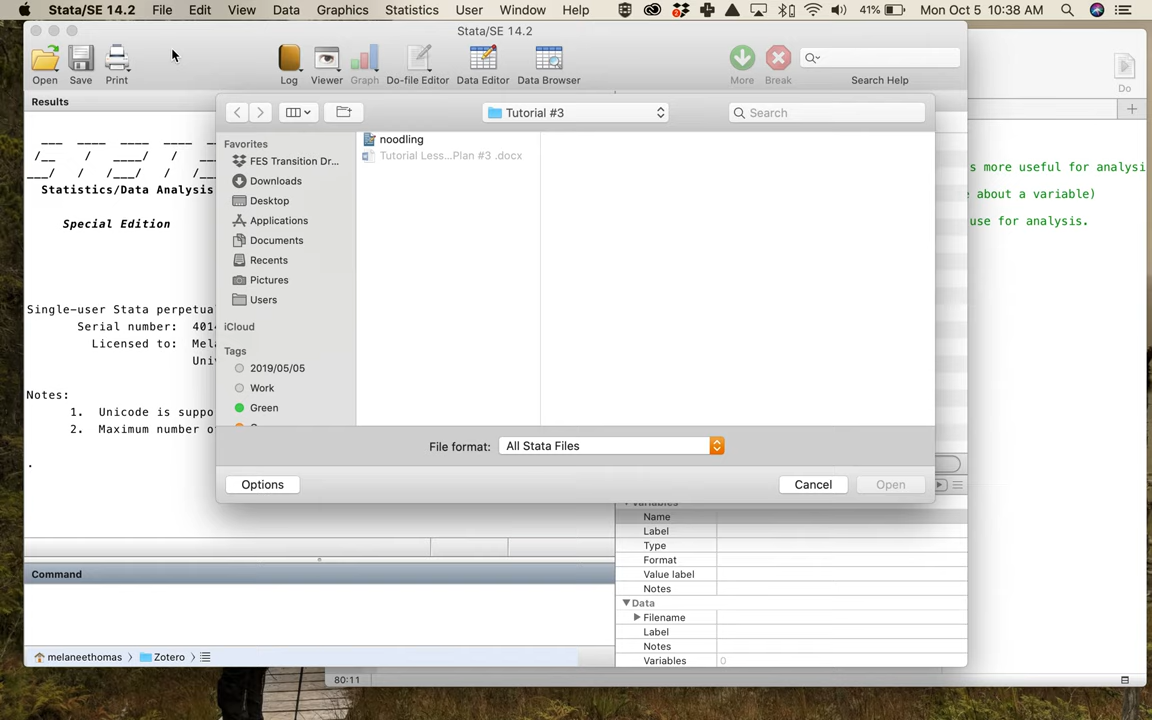 Stata/SE 14.2 File Edit View Data Graphics Statistics User Window Help 41% Mon Oct 5 10:38 AM
Stata/SE 14.2
Open Save Print Log Viewer Graph Do-file Editor Data Editor Data Browser More Break Search Help Do
Results
Tutorial #3
Search
Favorites
FES Transition Dr...
Downloads
Desktop
Applications
Documents
Recents
Pictures
Users
iCloud
Tags
2019/05/05
Work
Green
noodling
Tutorial Less...Plan #3 .docx
File format: All Stata Files
Options Cancel Open
Statistics/Data Analysis
Special Edition
Single-user Stata perpetua
Serial number: 401
Licensed to: Mela
Uni
Notes:
1. Unicode is suppo
2. Maximum number o
.
s more useful for analysi
about a variable)
use for analysis.
Variables
Name
Label
Type
Format
Value label
Notes
Data
Filename
Label
Notes
Variables 0
Command
melaneethomas Zotero
80:11